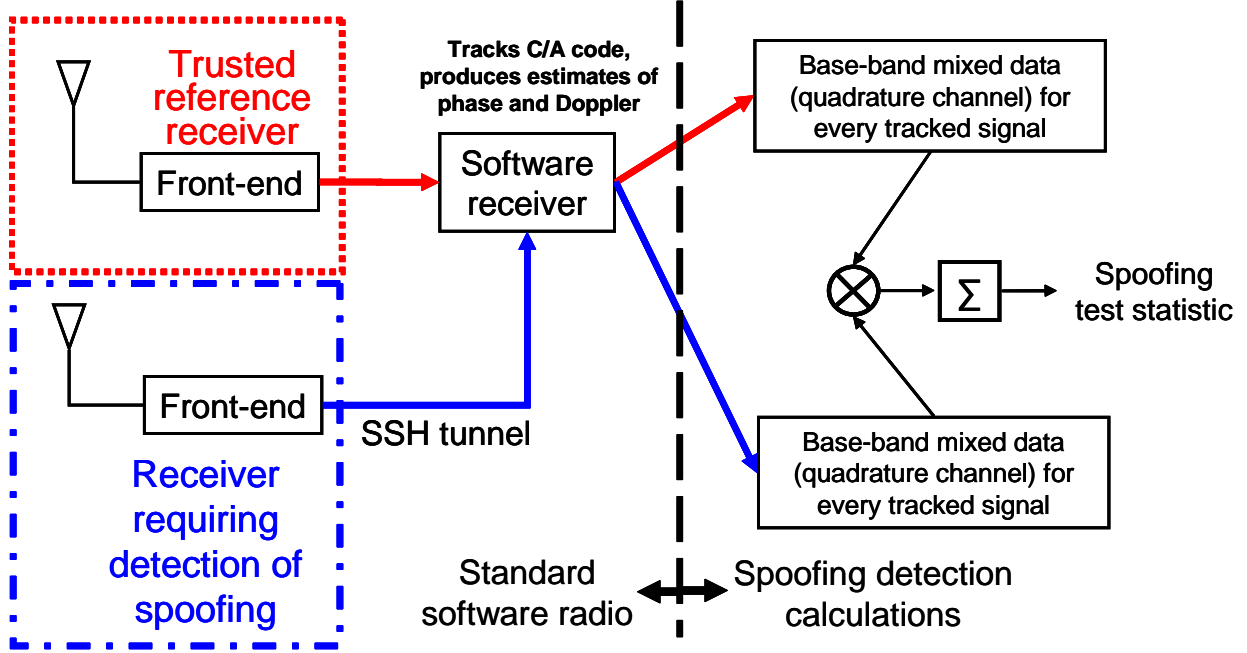 Trusted
reference
receiver
Front-end
Tracks C/A code,
produces estimates of
phase and Doppler
Software
receiver
Base-band mixed data
(quadrature channel) for
every tracked signal
Σ
Spoofing
test statistic
Front-end
SSH tunnel
Receiver
requiring
detection of
spoofing
Base-band mixed data
(quadrature channel) for
every tracked signal
Standard
software radio
Spoofing detection
calculations